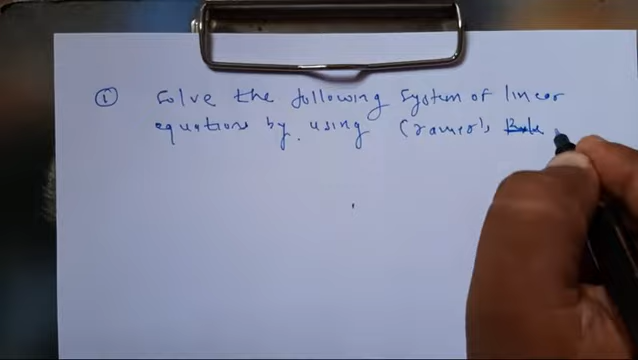 ① Solve the following System of linear
equations by using Cramer's